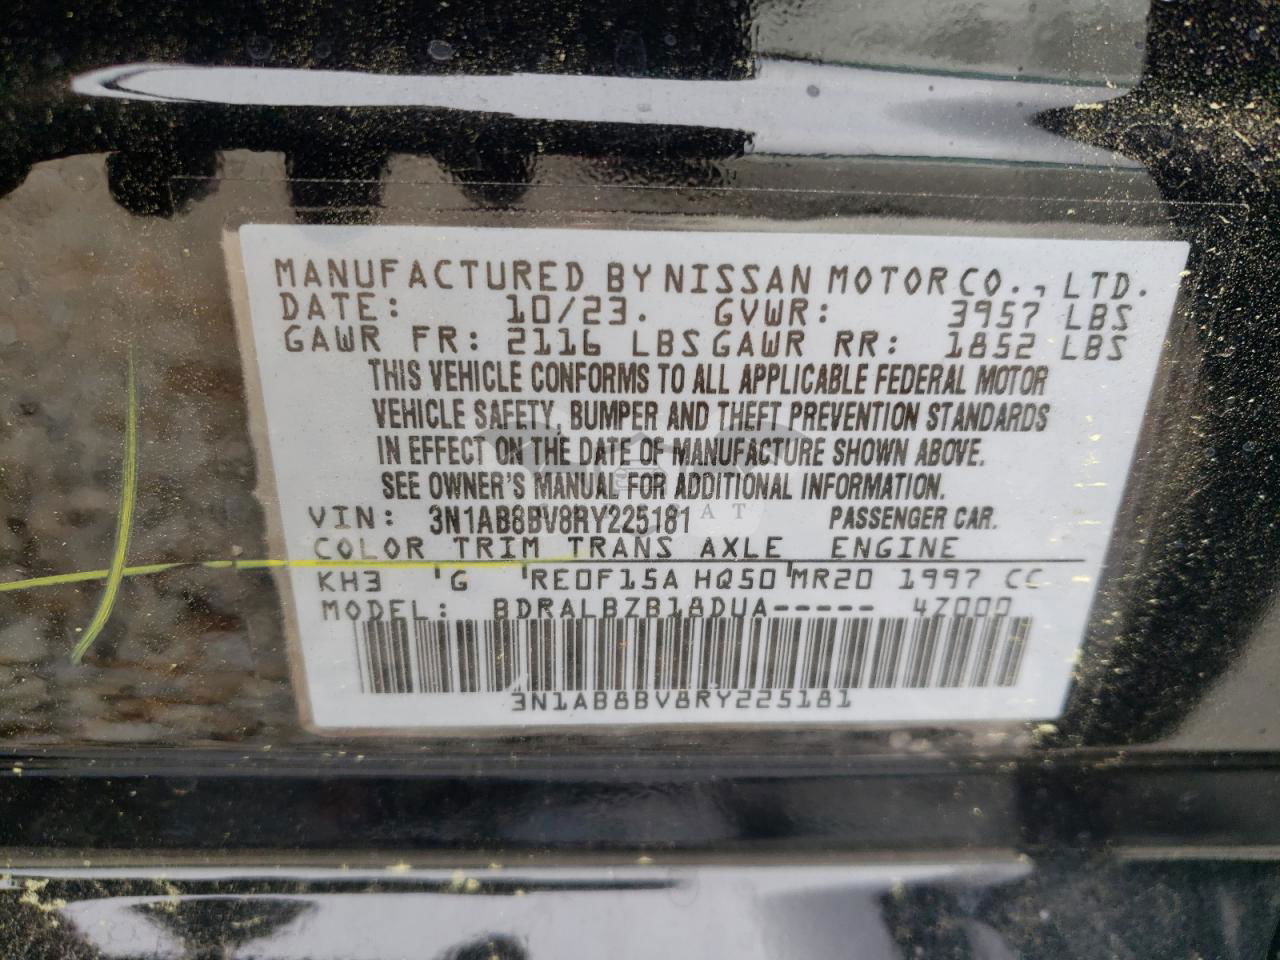 MANUFACTURED BY NISSAN MOTOR CO., LTD.
DATE: 10/23. GVWR: 3957 LBS
GAWR FR: 2116 LBS GAWR RR: 1852 LBS
THIS VEHICLE CONFORMS TO ALL APPLICABLE FEDERAL MOTOR
VEHICLE SAFETY, BUMPER AND THEFT PREVENTION STANDARDS
IN EFFECT ON THE DATE OF MANUFACTURE SHOWN ABOVE.
SEE OWNER'S MANUAL FOR ADDITIONAL INFORMATION.
VIN: 3N1AB8BV8RY225181 PASSENGER CAR.
COLOR TRIM TRANS AXLE ENGINE
KH3 'G 'RE0F15A HQ50'MR20 1997 CC
MODEL: BDRALBZB18DUA----- 4Z000
3N1AB8BV8RY225181